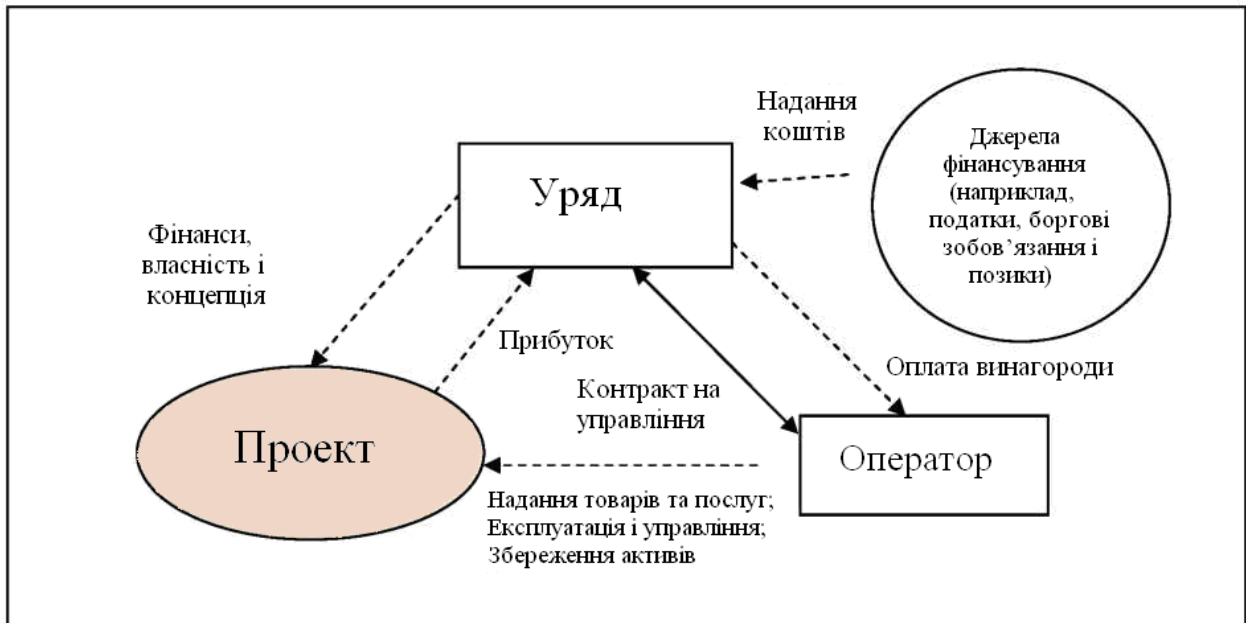 Надання
коштів
Джерела
фінансування
(наприклад,
податки, боргові
зобов’язання і
позики)
Уряд
Фінанси,
власність і
концепція
Прибуток
Оплата винагороди
Контракт на
управління
Проект
Оператор
Надання товарів та послуг;
Експлуатація і управління;
Збереження активів